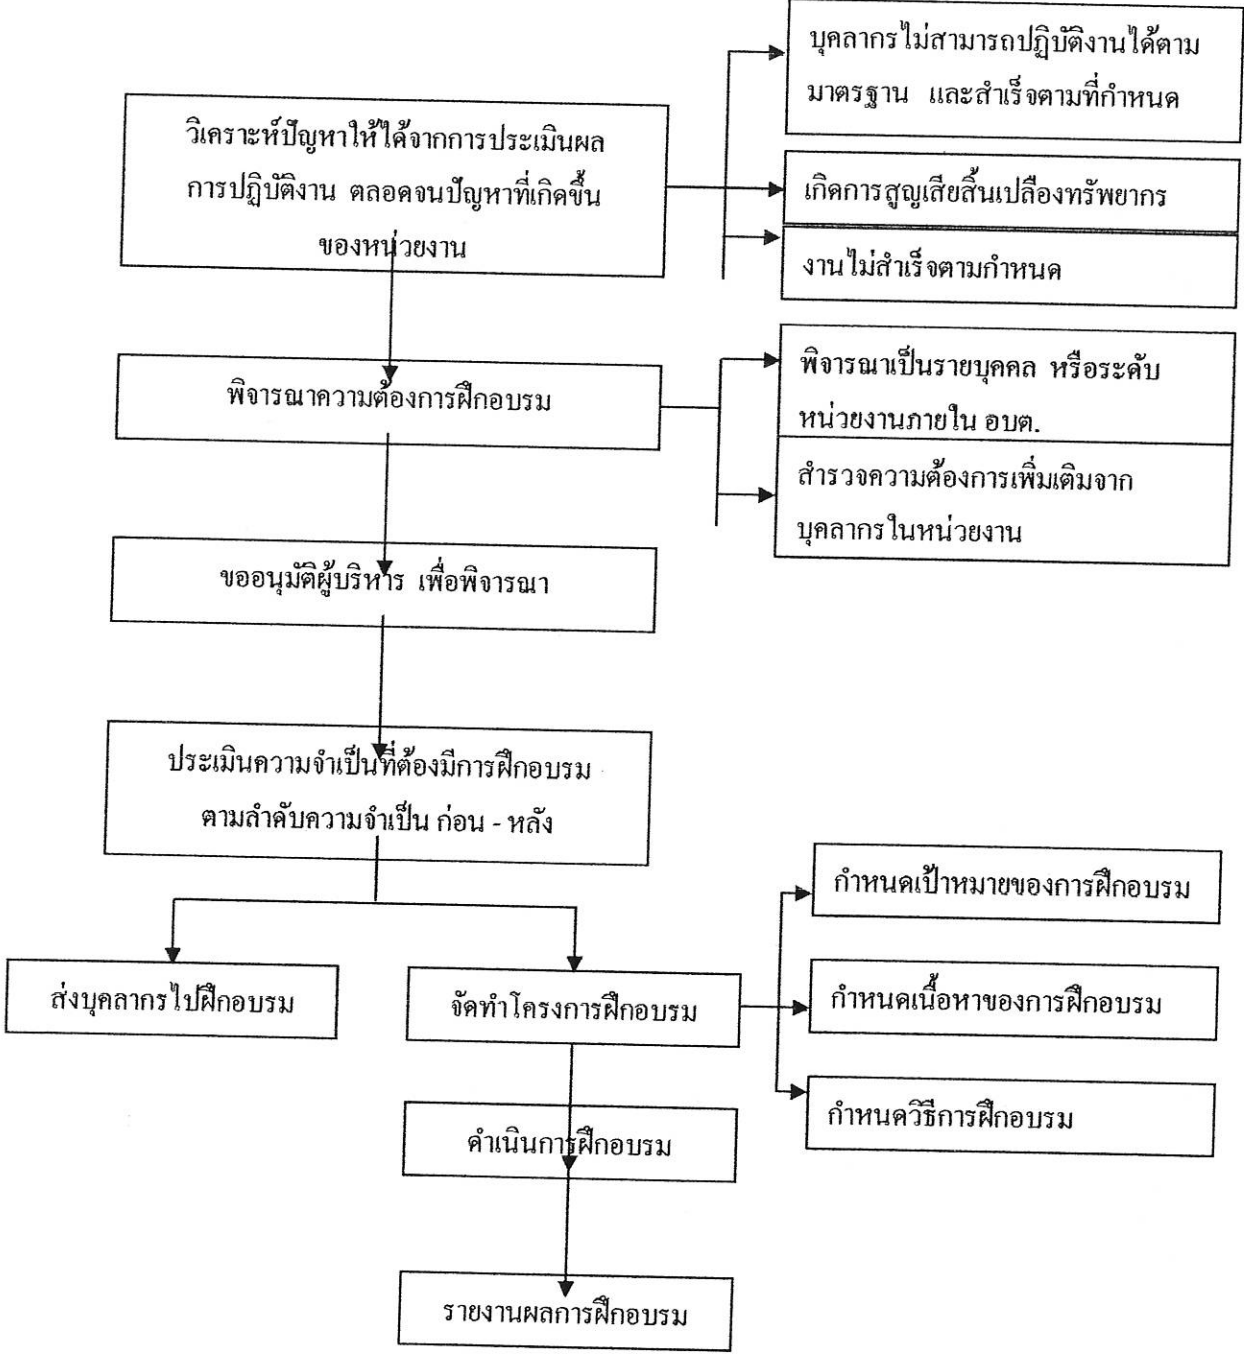 บุคลากรไม่สามารถปฏิบัติงานได้ตาม
มาตรฐาน และสำเร็จตามที่กำหนด
วิเคราะห์ปัญหาให้ได้จากการประเมินผล
การปฏิบัติงาน ตลอดจนปัญหาที่เกิดขึ้น
ของหน่วยงาน
เกิดการสูญเสียสิ้นเปลืองทรัพยากร
งานไม่สำเร็จตามกำหนด
พิจารณาความต้องการฝึกอบรม
พิจารณาเป็นรายบุคคล หรือระดับ
หน่วยงานภายใน อบต.
สำรวจความต้องการเพิ่มเติมจาก
บุคลากรในหน่วยงาน
ขออนุมัติผู้บริหาร เพื่อพิจารณา
ประเมินความจำเป็นที่ต้องมีการฝึกอบรม
ตามลำดับความจำเป็น ก่อน - หลัง
ส่งบุคลากรไปฝึกอบรม
จัดทำโครงการฝึกอบรม
กำหนดเป้าหมายของการฝึกอบรม
กำหนดเนื้อหาของการฝึกอบรม
กำหนดวิธีการฝึกอบรม
ดำเนินการฝึกอบรม
รายงานผลการฝึกอบรม